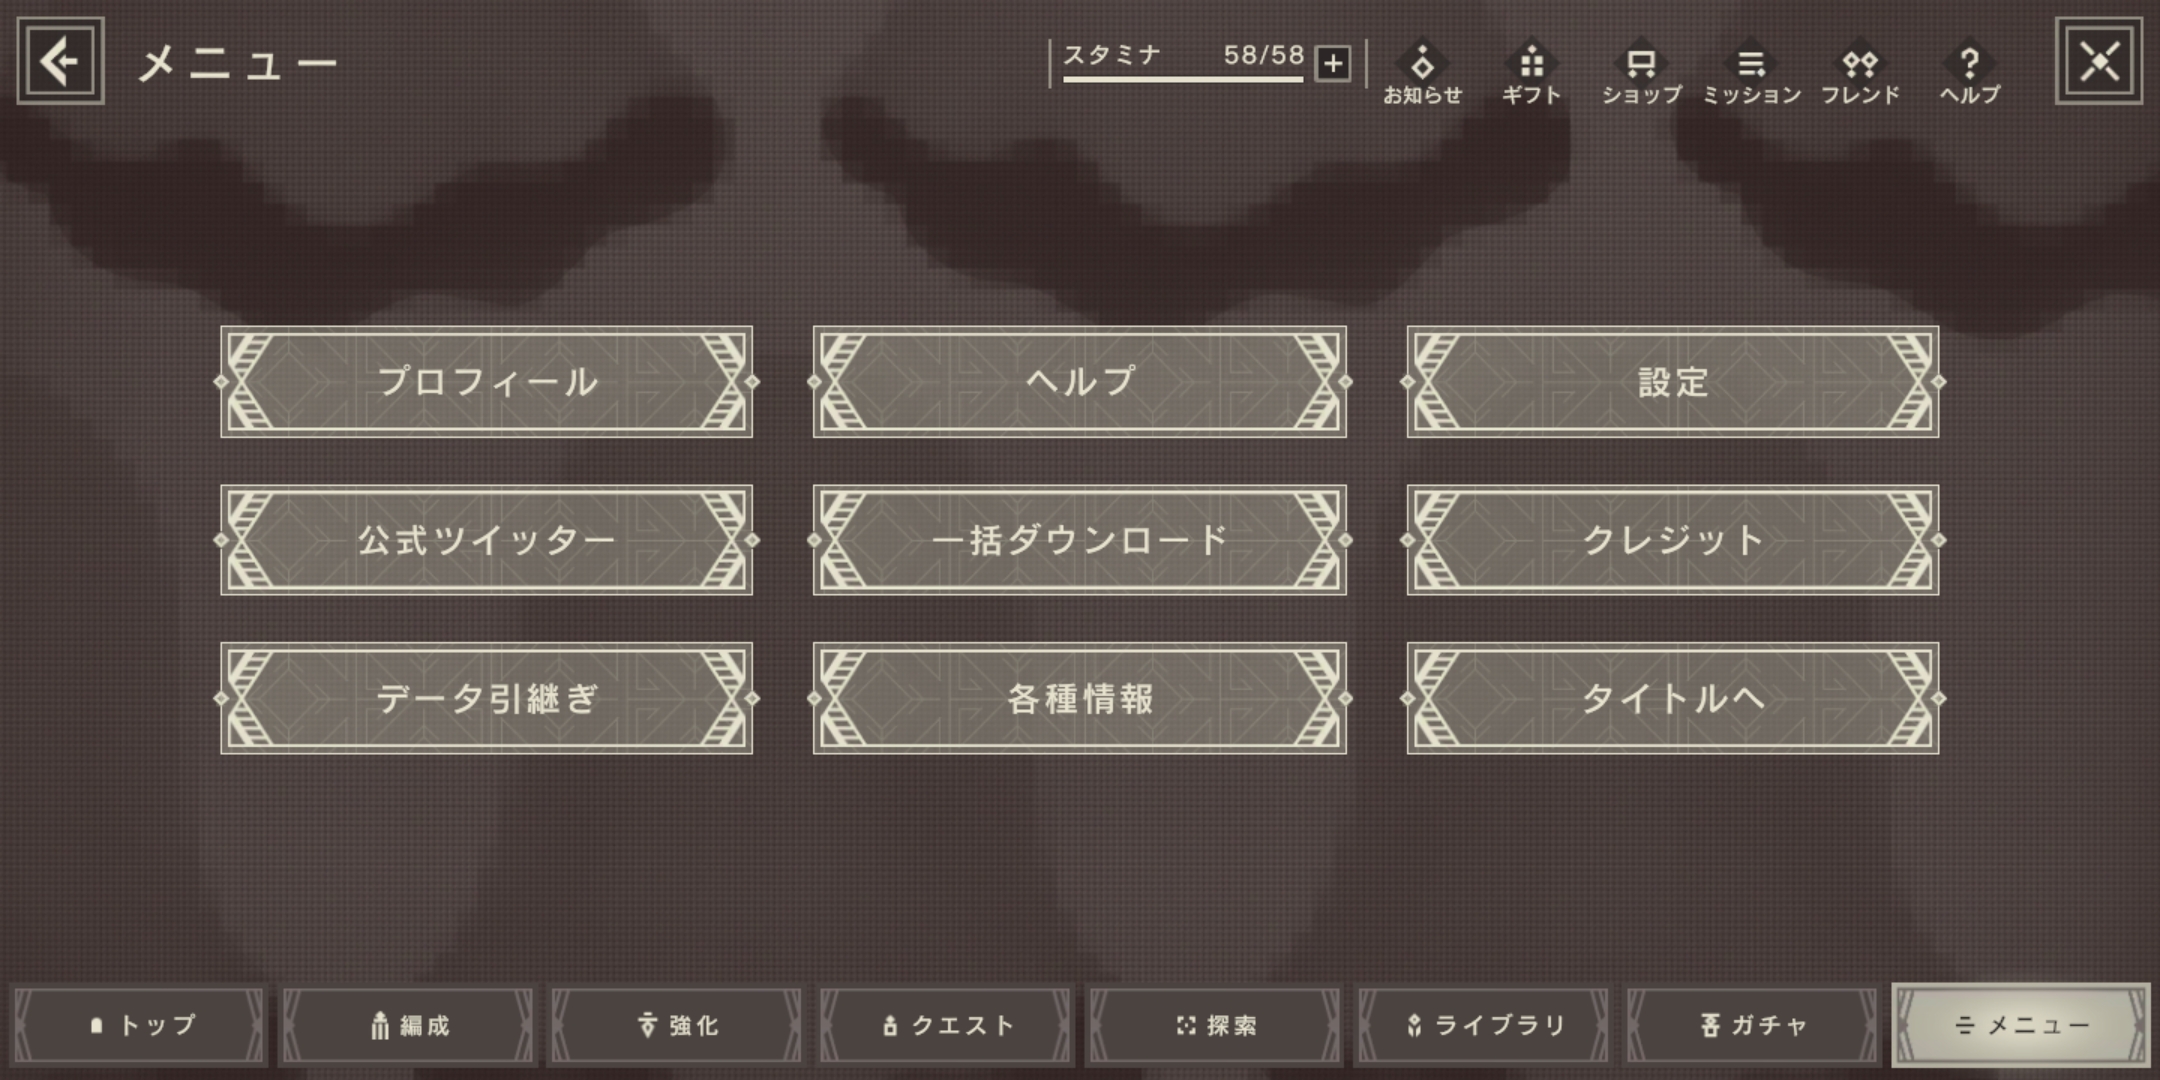 メニュー
スタミナ 58/58
お知らせ ギフト ショップ ミッション フレンド ヘルプ
プロフィール ヘルプ 設定
公式ツイッター 一括ダウンロード クレジット
データ引継ぎ 各種情報 タイトルへ
トップ 編成 強化 クエスト 探索 ライブラリ ガチャ メニュー